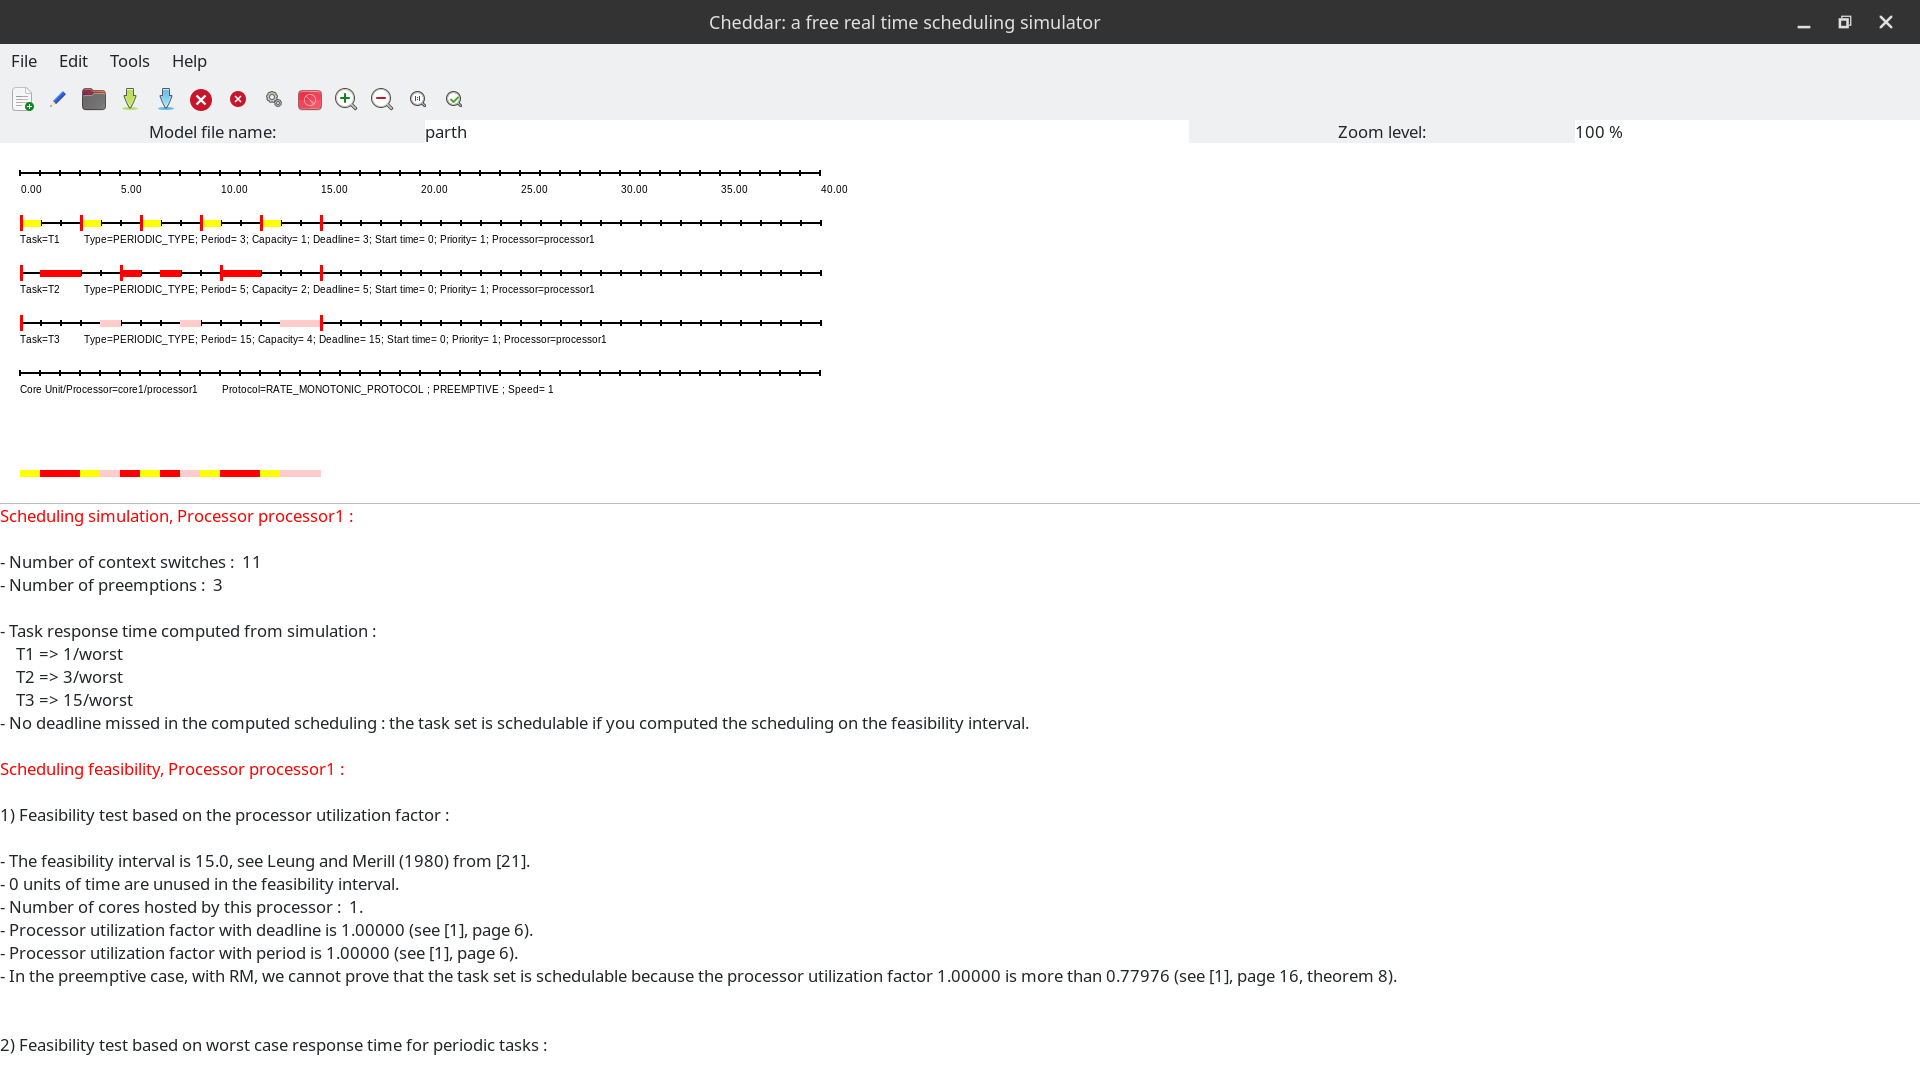 Cheddar: a free real time scheduling simulator
File Edit Tools Help
Model file name: parth Zoom level: 100 %
0.00 5.00 10.00 15.00 20.00 25.00 30.00 35.00 40.00
Task=T1 Type=PERIODIC_TYPE; Period= 3; Capacity= 1; Deadline= 3; Start time= 0; Priority= 1; Processor=processor1
Task=T2 Type=PERIODIC_TYPE; Period= 5; Capacity= 2; Deadline= 5; Start time= 0; Priority= 1; Processor=processor1
Task=T3 Type=PERIODIC_TYPE; Period= 15; Capacity= 4; Deadline= 15; Start time= 0; Priority= 1; Processor=processor1
Core Unit/Processor=core1/processor1 Protocol=RATE_MONOTONIC_PROTOCOL ; PREEMPTIVE ; Speed= 1
Scheduling simulation, Processor processor1 :
- Number of context switches : 11
- Number of preemptions : 3
- Task response time computed from simulation :
T1 => 1/worst
T2 => 3/worst
T3 => 15/worst
- No deadline missed in the computed scheduling : the task set is schedulable if you computed the scheduling on the feasibility interval.
Scheduling feasibility, Processor processor1 :
1) Feasibility test based on the processor utilization factor :
- The feasibility interval is 15.0, see Leung and Merill (1980) from [21].
- 0 units of time are unused in the feasibility interval.
- Number of cores hosted by this processor : 1.
- Processor utilization factor with deadline is 1.00000 (see [1], page 6).
- Processor utilization factor with period is 1.00000 (see [1], page 6).
- In the preemptive case, with RM, we cannot prove that the task set is schedulable because the processor utilization factor 1.00000 is more than 0.77976 (see [1], page 16, theorem 8).
2) Feasibility test based on worst case response time for periodic tasks :